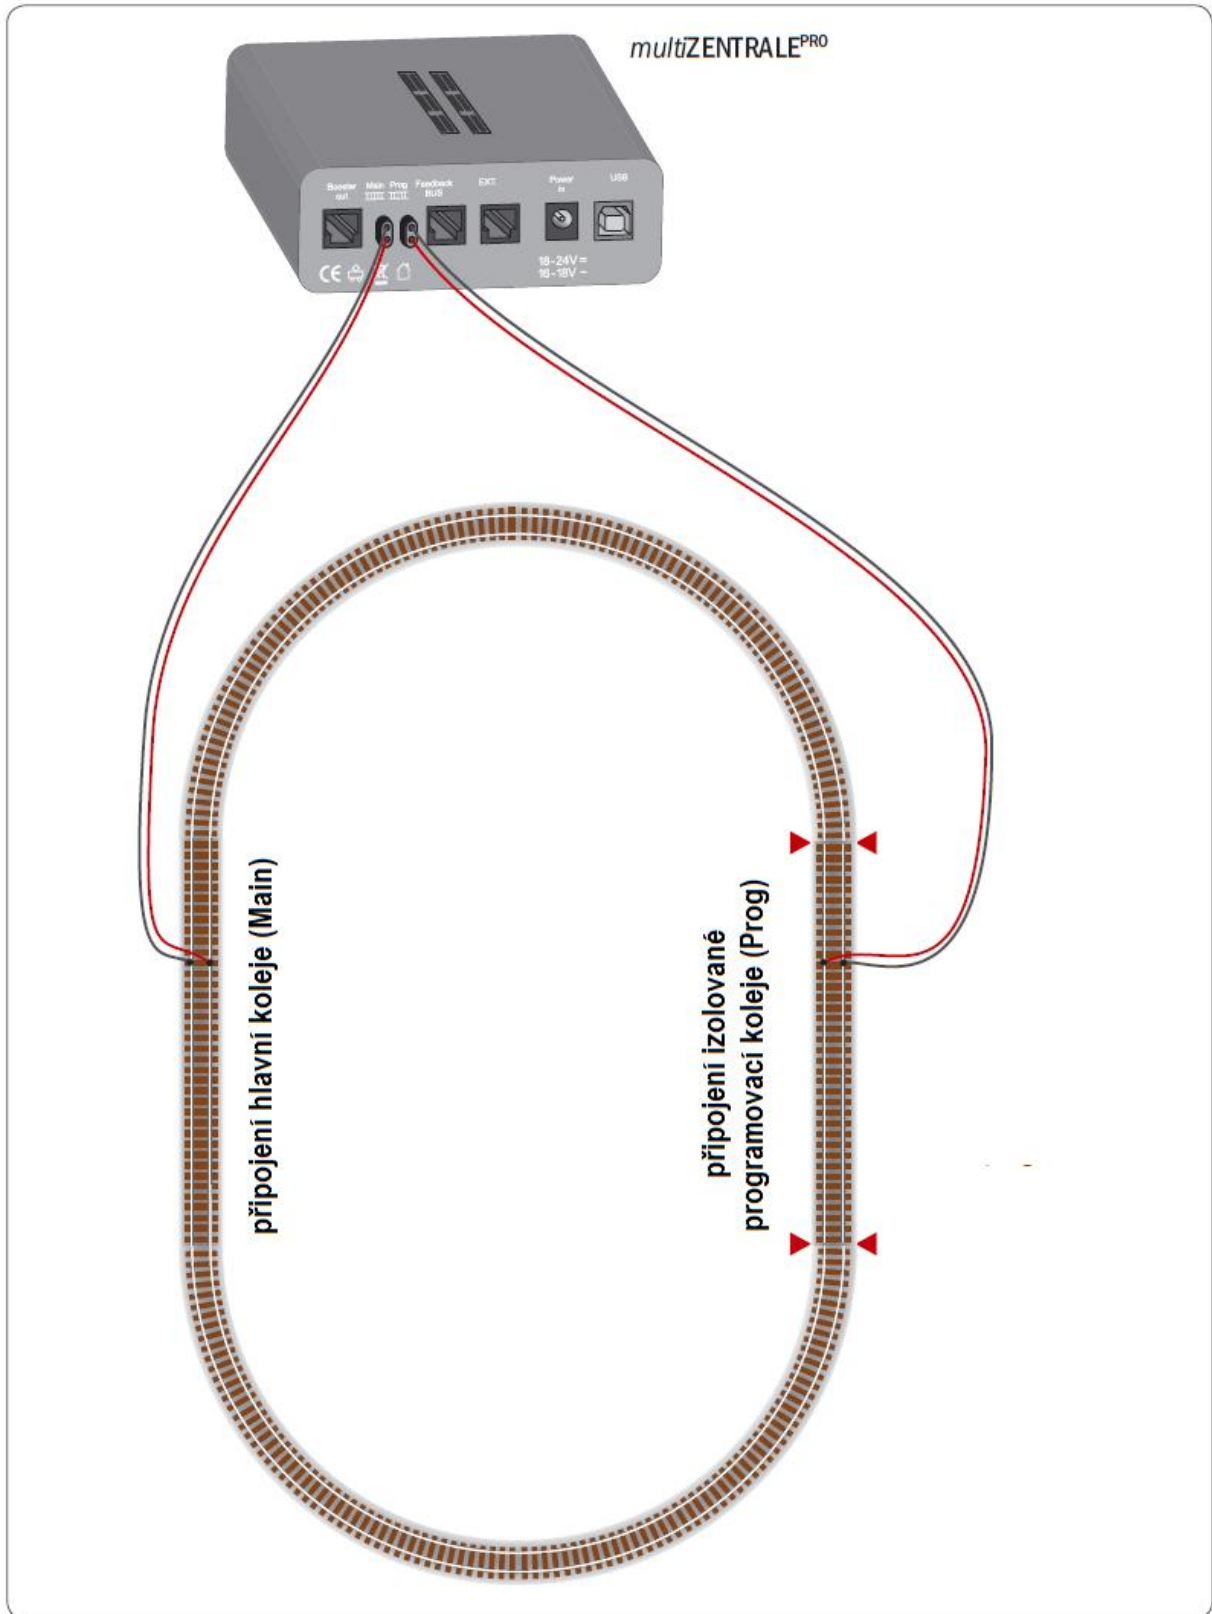 multiZENTRALEPRO
Booster out
Main
Prog
Feedback BUS
EXT.
Power in
USB
18-24V =
16-18V ~
CE
připojení hlavní koleje (Main)
připojení izolované
programovací koleje (Prog)